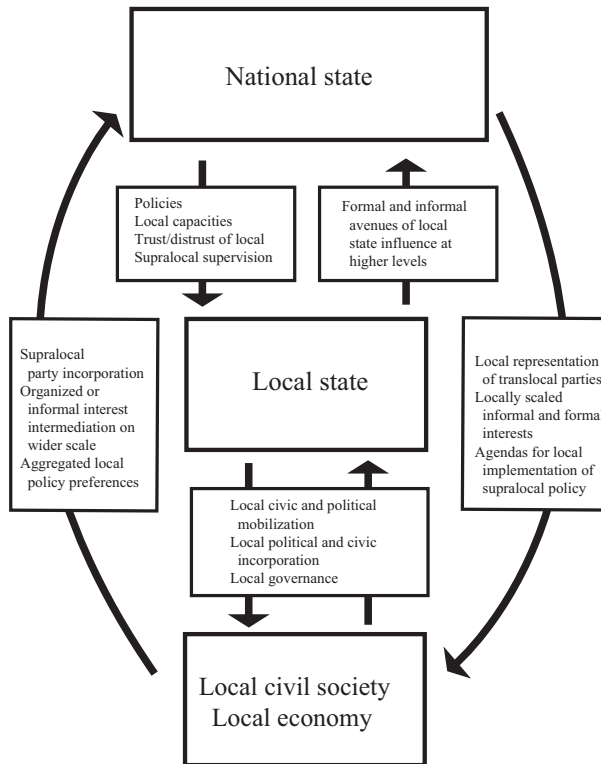 National state
Policies
Local capacities
Trust/distrust of local
Supralocal supervision
Formal and informal
avenues of local
state influence at
higher levels
Supralocal
party incorporation
Organized or
informal interest
intermediation on
wider scale
Aggregated local
policy preferences
Local state
Local representation
of translocal parties
Locally scaled
informal and formal
interests
Agendas for local
implementation of
supralocal policy
Local civic and political
mobilization
Local political and civic
incorporation
Local governance
Local civil society
Local economy